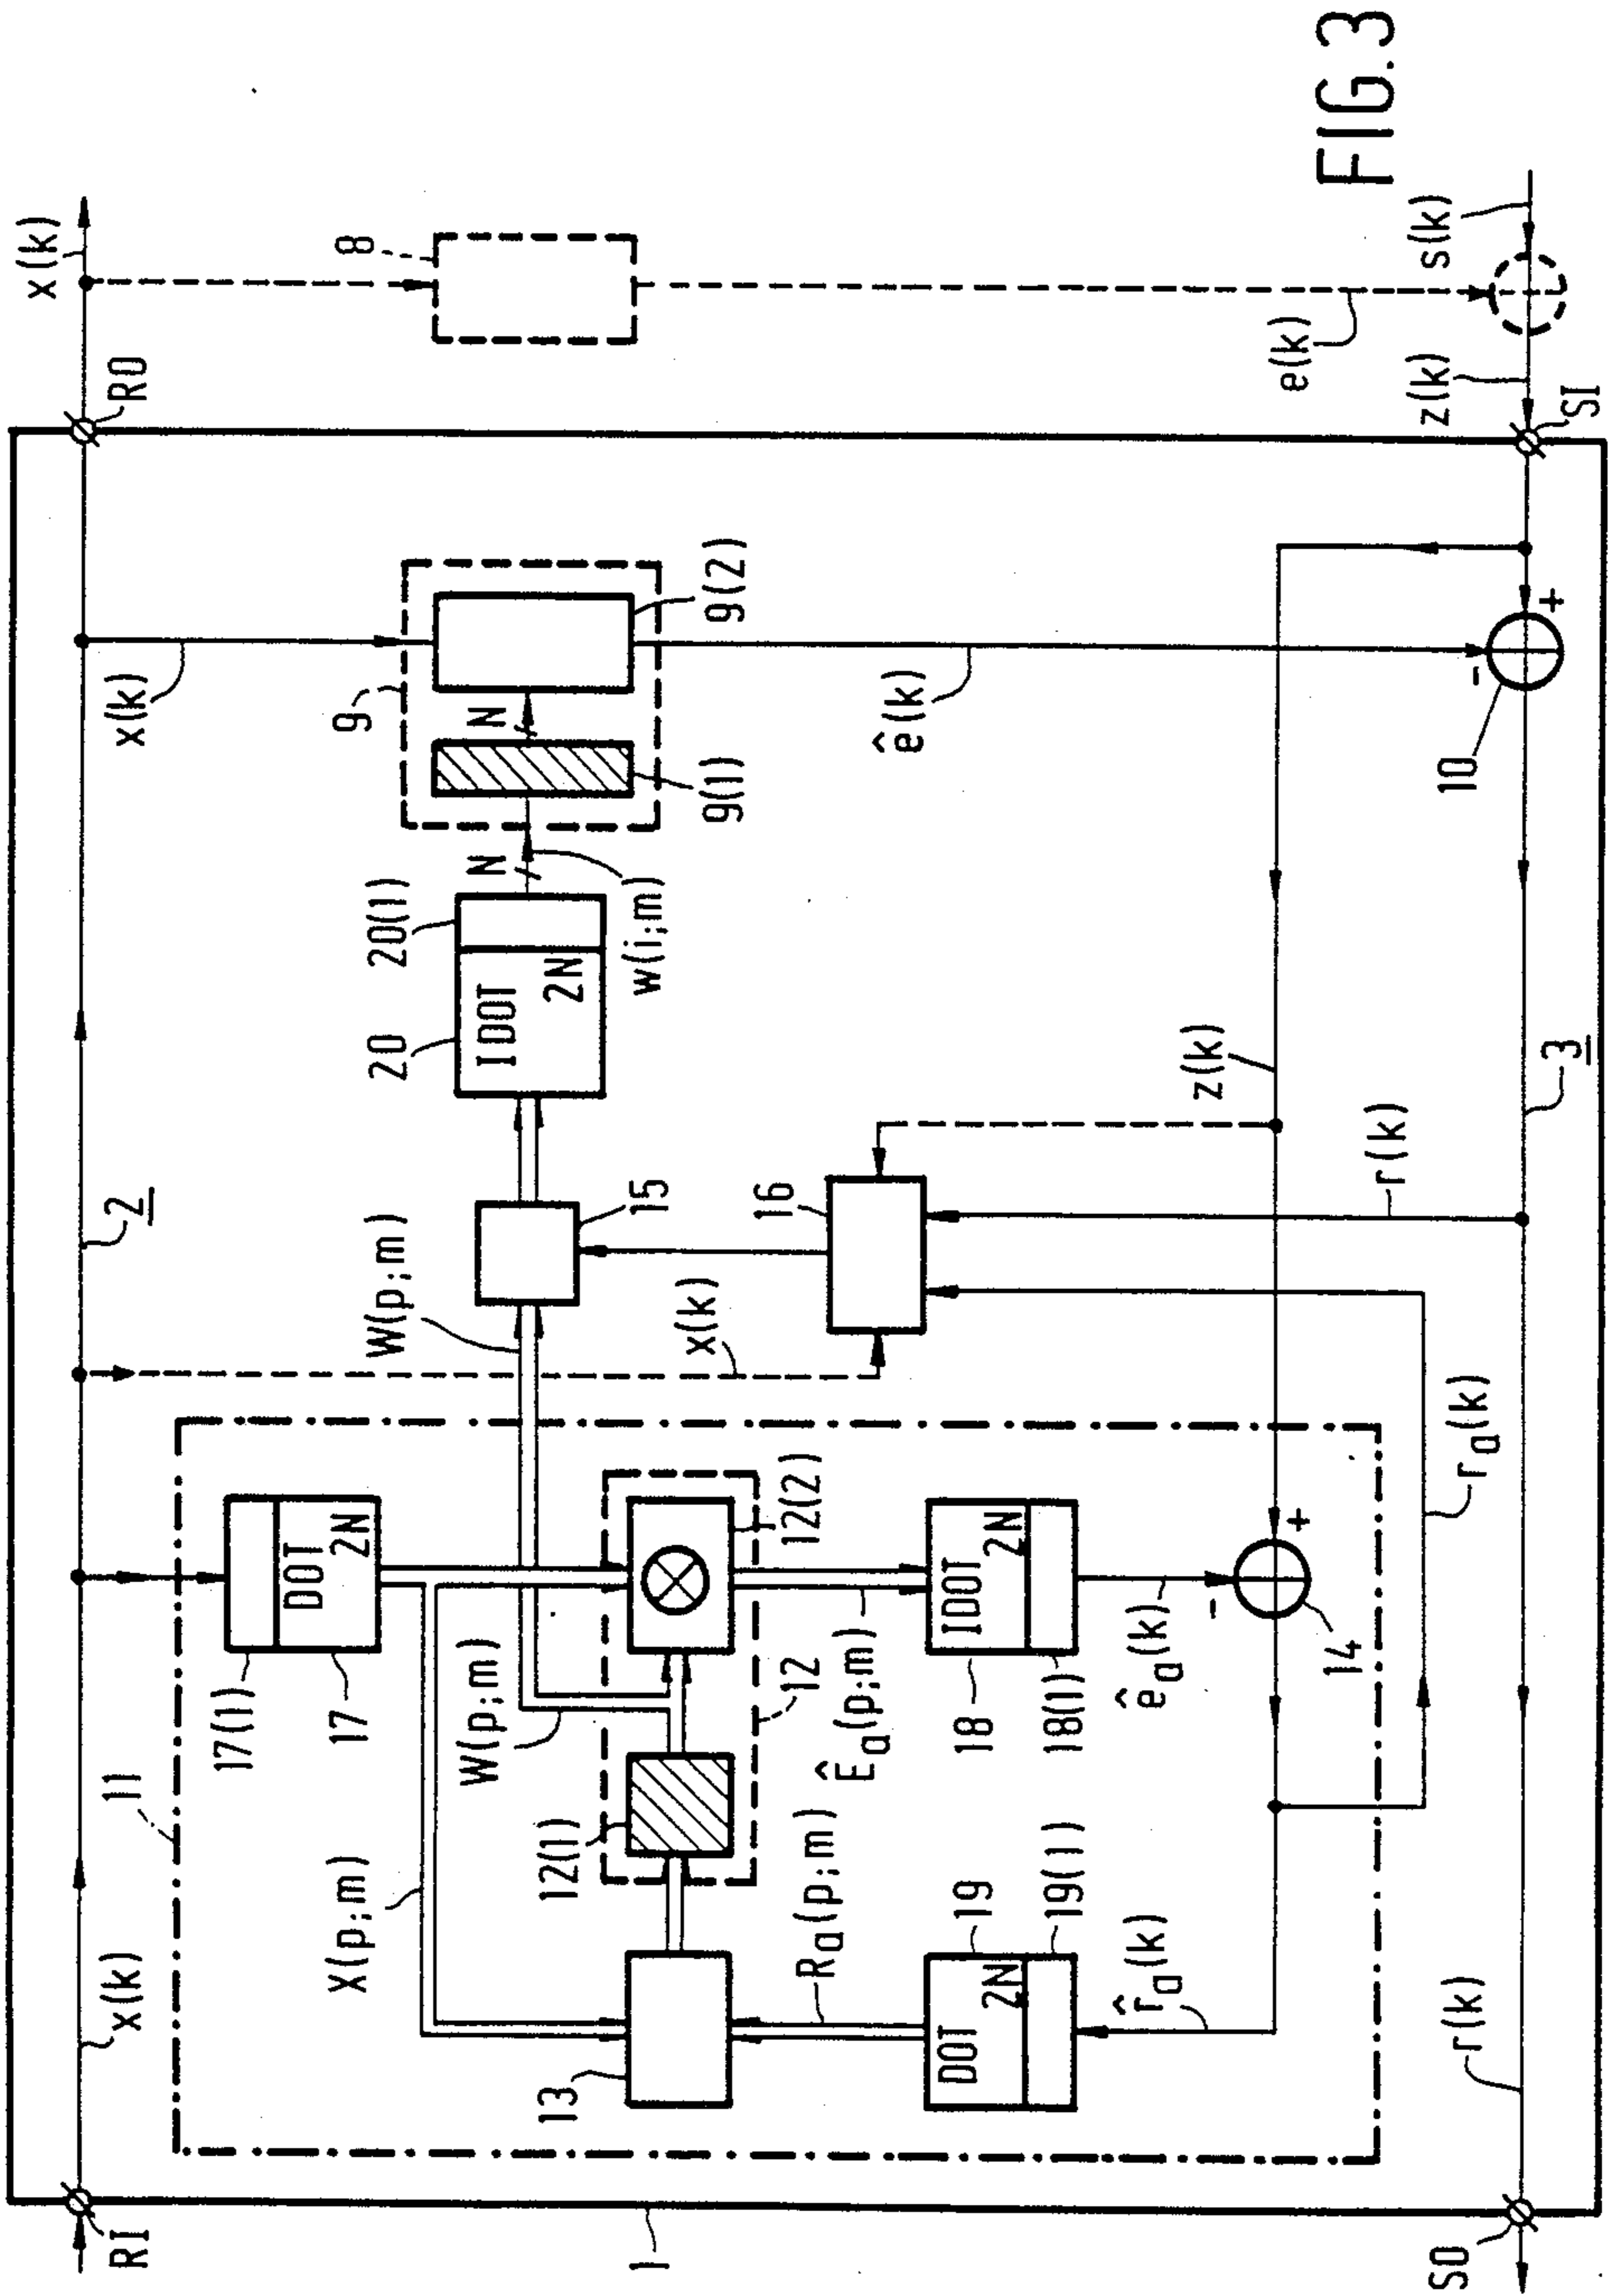 RI
x(k)
2
x(k)
RO
x(k)
11
17(1)
17
DOT
2N
X(p;m)
W(p;m)
W(p;m)
12(1)
12
12(2)
13
20
IDOT
2N
20(1)
N
w(i;m)
9
9(1)
N
9(2)
8
15
x(k)
16
R̂a(p;m)
Êa(p;m)
DOT
2N
19
19(1)
IDOT
2N
18
18(1)
r̂a(k)
êa(k)
-
+
14
z(k)
ê(k)
e(k)
ra(k)
r(k)
1
SO
r(k)
3
10
-
+
SI
z(k)
s(k)
FIG.3